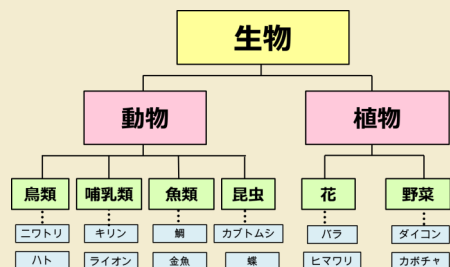 生物
動物 植物
鳥類 哺乳類 魚類 昆虫 花 野菜
ニワトリ キリン 鯛 カブトムシ バラ ダイコン
ハト ライオン 金魚 蝶 ヒマワリ カボチャ